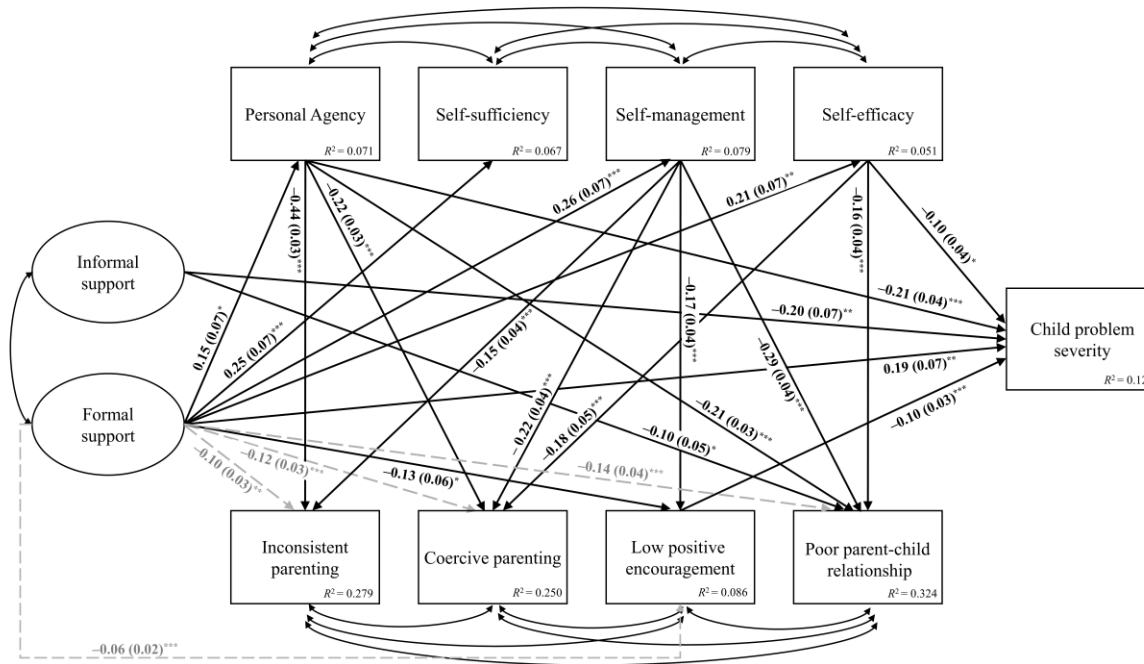 Personal Agency
R² = 0.071
Self-sufficiency
R² = 0.067
Self-management
R² = 0.079
Self-efficacy
R² = 0.051
Informal
support
Formal
support
Child problem
severity
R² = 0.12
0.15 (0.07)*
0.25 (0.07)***
0.26 (0.07)***
0.21 (0.07)**
−0.44 (0.03)***
−0.22 (0.03)***
−0.16 (0.04)***
−0.10 (0.04)*
−0.21 (0.04)***
−0.20 (0.07)**
0.19 (0.07)**
−0.10 (0.03)***
−0.15 (0.04)***
−0.17 (0.04)***
−0.29 (0.04)***
−0.22 (0.04)***
−0.18 (0.05)***
−0.21 (0.03)***
−0.10 (0.05)*
−0.10 (0.03)**
−0.12 (0.03)***
−0.13 (0.06)*
−0.14 (0.04)***
Inconsistent
parenting
R² = 0.279
Coercive parenting
R² = 0.250
Low positive
encouragement
R² = 0.086
Poor parent-child
relationship
R² = 0.324
−0.06 (0.02)***